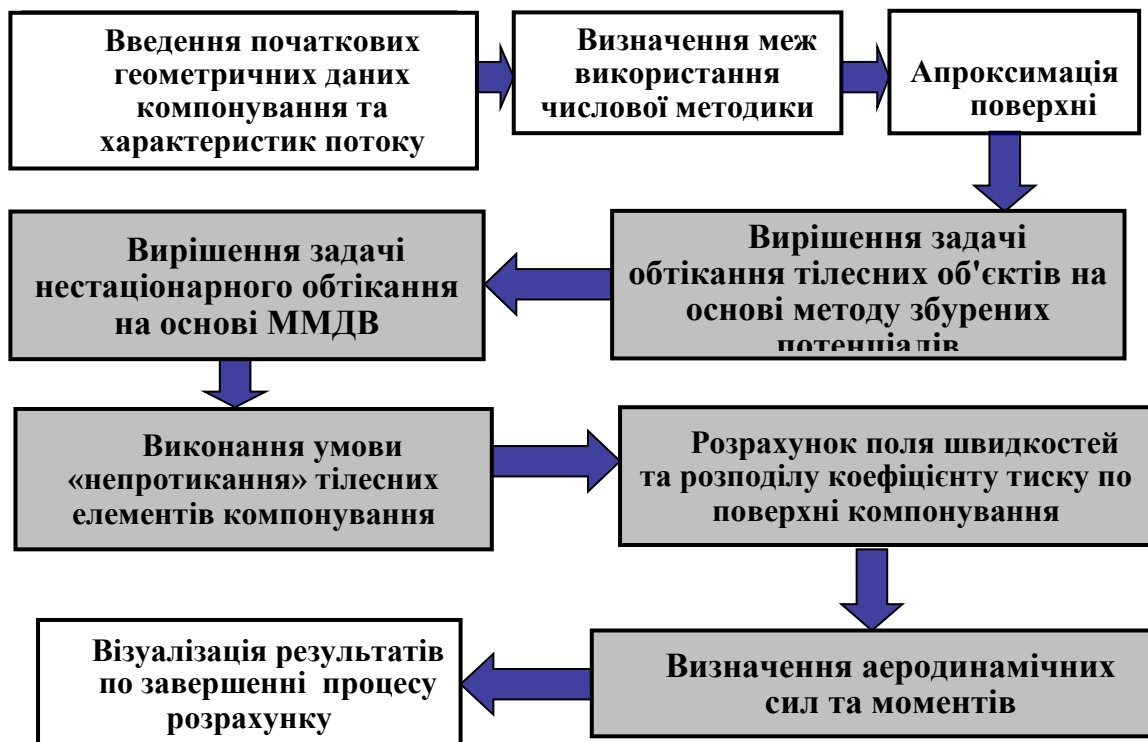 Введення початкових
геометричних даних
компонування та
характеристик потоку
Визначення меж
використання
числової методики
Апроксимація
поверхні
Вирішення задачі
обтікання тілесних об'єктів на
основі методу збурених
потенціалів
Вирішення задачі
нестаціонарного обтікання
на основі ММДВ
Виконання умови
«непротикання» тілесних
елементів компонування
Розрахунок поля швидкостей
та розподілу коефіцієнту тиску по
поверхні компонування
Визначення аеродинамічних
сил та моментів
Візуалізація результатів
по завершенні процесу
розрахунку